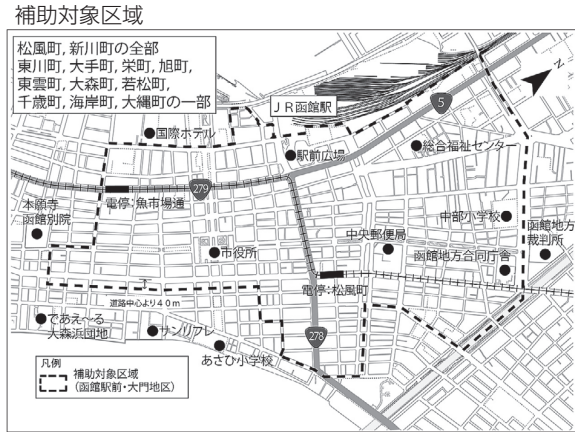 補助対象区域
松風町，新川町の全部
東川町，大手町，栄町，旭町，
東雲町，大森町，若松町，
千歳町，海岸町，大縄町の一部
ＪＲ函館駅
5
N
国際ホテル
駅前広場
総合福祉センター
279
電停：魚市場通
本願寺
函館別院
中部小学校
函館地方
裁判所
中央郵便局
市役所
函館地方合同庁舎
電停：松風町
道路中心より４０ｍ
であえ～る
大森浜団地
サンリフレ
あさひ小学校
278
凡例
補助対象区域
（函館駅前・大門地区）